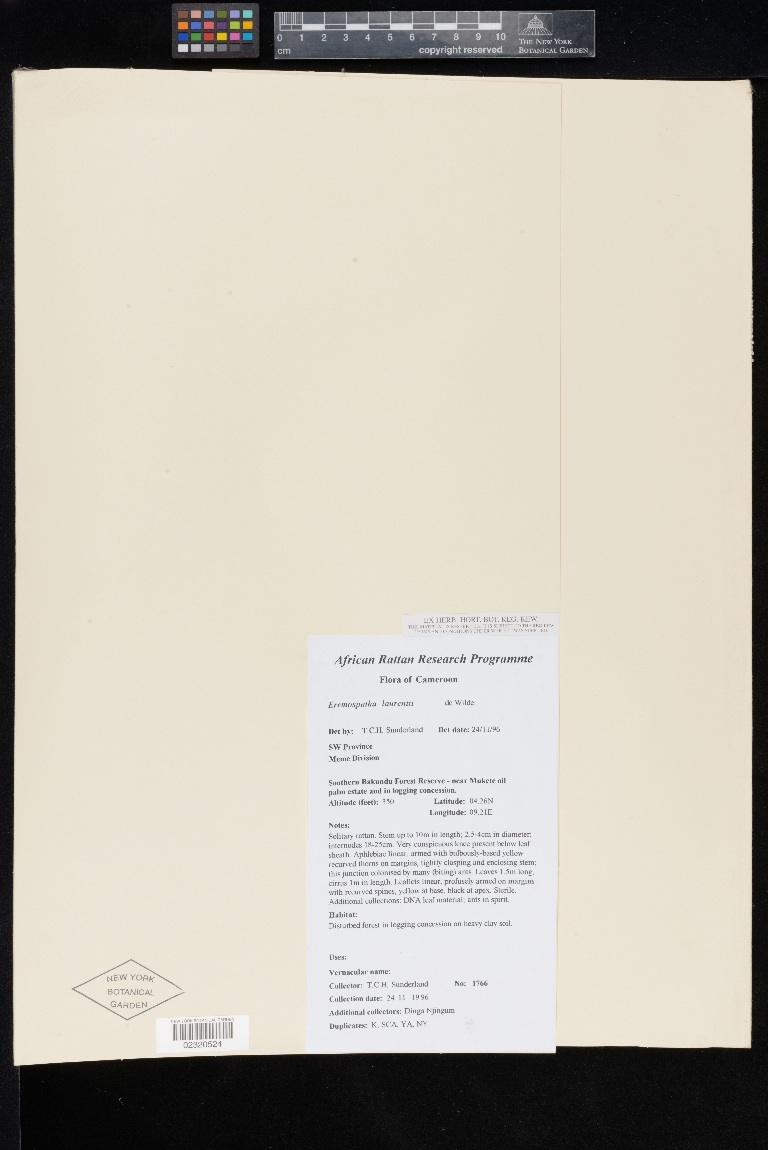 0 1 2 3 4 5 6 7 8 9 10
cm
copyright reserved
THE NEW YORK
BOTANICAL GARDEN
EX HERB. HORT. BOT. REG. KEW.
African Rattan Research Programme
Flora of Cameroon
Eremospatha laurentii de Wilde
Det by: T.C.H. Sunderland Det date: 24/11/96
SW Province
Meme Division
Southern Bakundu Forest Reserve - near Mukete oil
palm estate and in logging concession.
Altitude (feet): 350 Latitude: 04.26N
Longitude: 09.21E
Notes:
Solitary rattan. Stem up to 10m in length; 2.5-4cm in diameter;
internodes 18-25cm. Very conspicuous knee present below leaf
sheath. Aphlebiae linear, armed with bulbously-based yellow
recurved thorns on margins, tightly clasping and enclosing stem;
this junction colonised by many (biting) ants. Leaves 1.5m long,
cirrus 1m in length. Leaflets linear, profusely armed on margins
with recurved spines, yellow at base, black at apex. Sterile.
Additional collections: DNA leaf material; ants in spirit.
Habitat:
Disturbed forest in logging concession on heavy clay soil.
Uses:
Vernacular name:
Collector: T.C.H. Sunderland No: 1766
Collection date: 24 11 1996
Additional collectors: Dioga Njingum
Duplicates: K, SCA, YA, NY
NEW YORK
BOTANICAL
GARDEN
NEW YORK BOTANICAL GARDEN
02320524